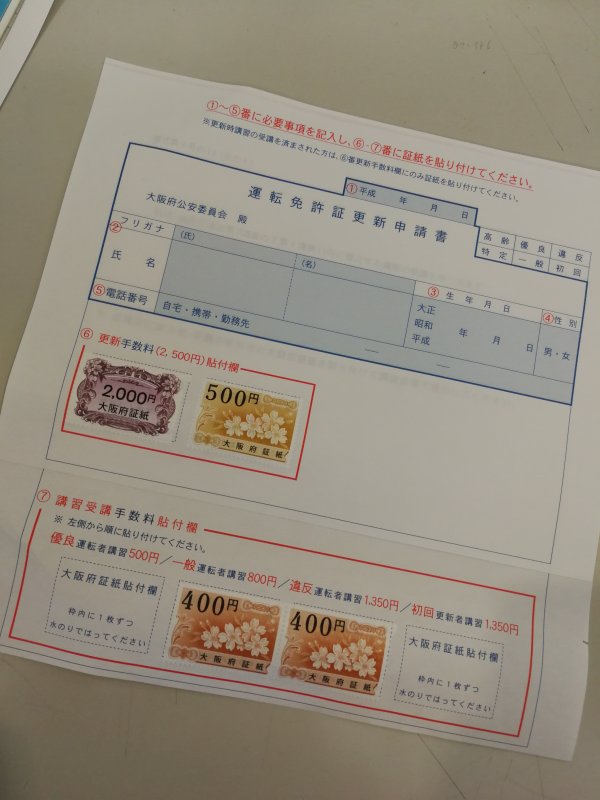 ①～⑤番に必要事項を記入し、⑥・⑦番に証紙を貼り付けてください。
※更新時講習の受講を済まされた方は、⑥番更新手数料欄にのみ証紙を貼り付けてください。
運転免許証更新申請書
①平成 年 月 日
大阪府公安委員会 殿
高齢 優良 違反
特定 一般 初回
②フリガナ
氏名
(氏) (名)
③生年月日
大正
昭和
平成
年 月 日
④性別
男・女
⑤電話番号 自宅・携帯・勤務先
⑥更新手数料(2,500円)貼付欄
2,000円
大阪府証紙
500円
大阪府証紙
⑦講習受講手数料貼付欄
※ 左側から順に貼り付けてください。
優良運転者講習500円／一般運転者講習800円／違反運転者講習1,350円／初回更新者講習1,350円
大阪府証紙貼付欄
枠内に1枚ずつ
水のりではってください
400円
大阪府証紙
400円
大阪府証紙
大阪府証紙貼付欄
枠内に1枚ずつ
水のりではってください